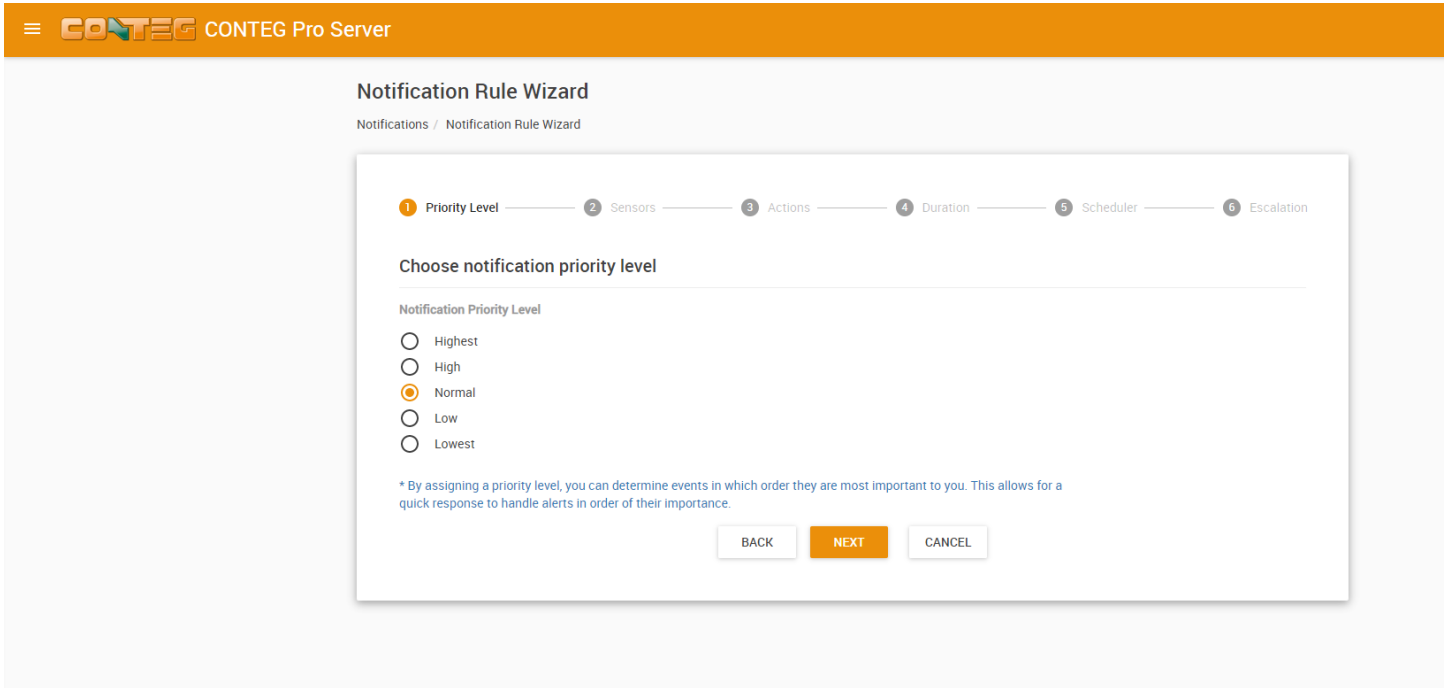 CONTEG CONTEG Pro Server
Notification Rule Wizard
Notifications / Notification Rule Wizard
1 Priority Level 2 Sensors 3 Actions 4 Duration 5 Scheduler 6 Escalation
Choose notification priority level
Notification Priority Level
Highest
High
Normal
Low
Lowest
* By assigning a priority level, you can determine events in which order they are most important to you. This allows for a
quick response to handle alerts in order of their importance.
BACK NEXT CANCEL